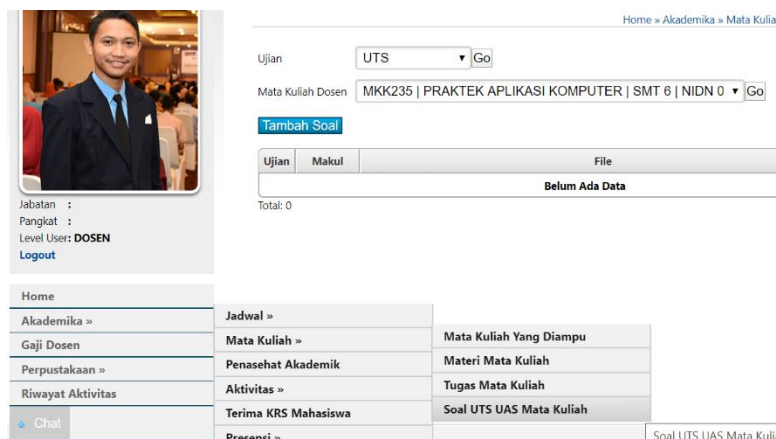 Home » Akademika » Mata Kulia
Ujian UTS Go
Mata Kuliah Dosen MKK235 | PRAKTEK APLIKASI KOMPUTER | SMT 6 | NIDN 0 Go
Tambah Soal
Ujian Makul File
Belum Ada Data
Total: 0
Jabatan :
Pangkat :
Level User: DOSEN
Logout
Home
Akademika »
Gaji Dosen
Perpustakaan »
Riwayat Aktivitas
Chat
Jadwal »
Mata Kuliah »
Penasehat Akademik
Aktivitas »
Terima KRS Mahasiswa
Presensi »
Mata Kuliah Yang Diampu
Materi Mata Kuliah
Tugas Mata Kuliah
Soal UTS UAS Mata Kuliah
Soal UTS UAS Mata Kuli